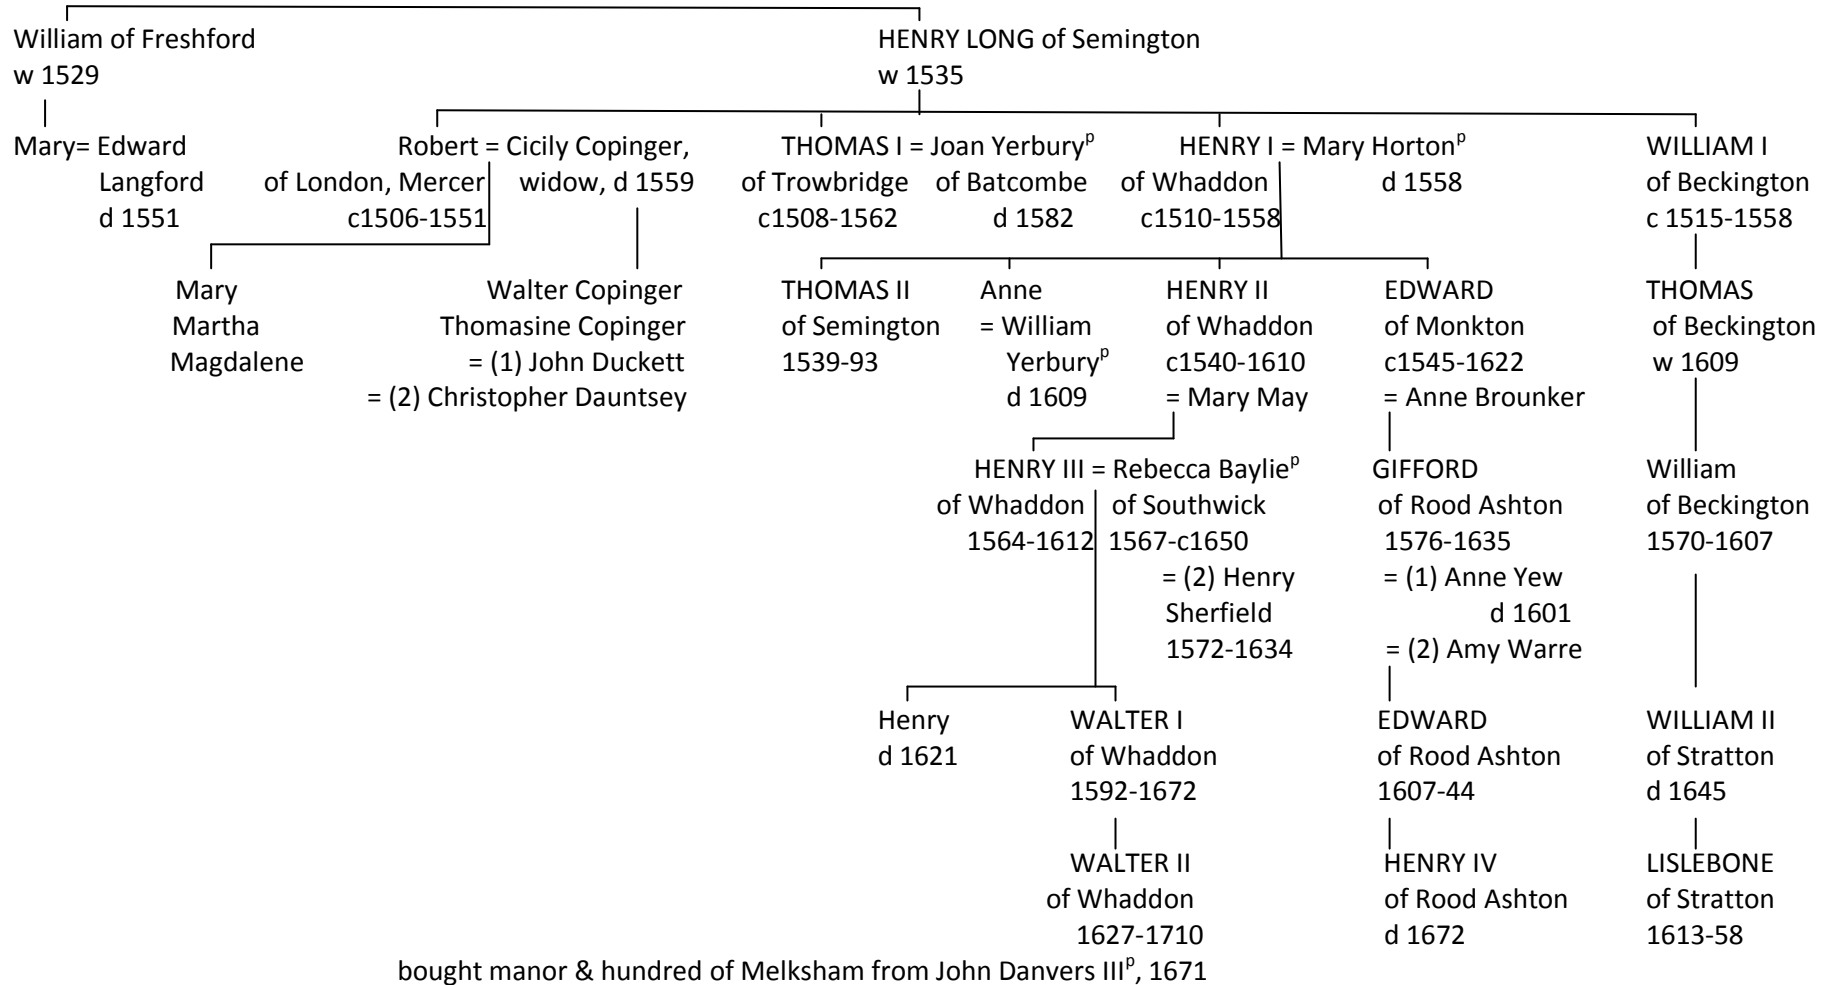 William of Freshford
w 1529
HENRY LONG of Semington
w 1535
Mary= Edward
Langford
d 1551
Robert = Cicily Copinger,
of London, Mercer widow, d 1559
c1506-1551
THOMAS I = Joan Yerburyᵖ
of Trowbridge of Batcombe
c1508-1562 d 1582
HENRY I = Mary Hortonᵖ
of Whaddon d 1558
c1510-1558
WILLIAM I
of Beckington
c 1515-1558
Mary
Martha
Magdalene
Walter Copinger
Thomasine Copinger
= (1) John Duckett
= (2) Christopher Dauntsey
THOMAS II
of Semington
1539-93
Anne
= William
Yerburyᵖ
d 1609
HENRY II
of Whaddon
c1540-1610
= Mary May
EDWARD
of Monkton
c1545-1622
= Anne Brounker
THOMAS
of Beckington
w 1609
HENRY III = Rebecca Baylieᵖ
of Whaddon of Southwick
1564-1612 1567-c1650
= (2) Henry
Sherfield
1572-1634
GIFFORD
of Rood Ashton
1576-1635
= (1) Anne Yew
d 1601
= (2) Amy Warre
William
of Beckington
1570-1607
Henry
d 1621
WALTER I
of Whaddon
1592-1672
EDWARD
of Rood Ashton
1607-44
WILLIAM II
of Stratton
d 1645
WALTER II
of Whaddon
1627-1710
HENRY IV
of Rood Ashton
d 1672
LISLEBONE
of Stratton
1613-58
bought manor & hundred of Melksham from John Danvers IIIᵖ, 1671